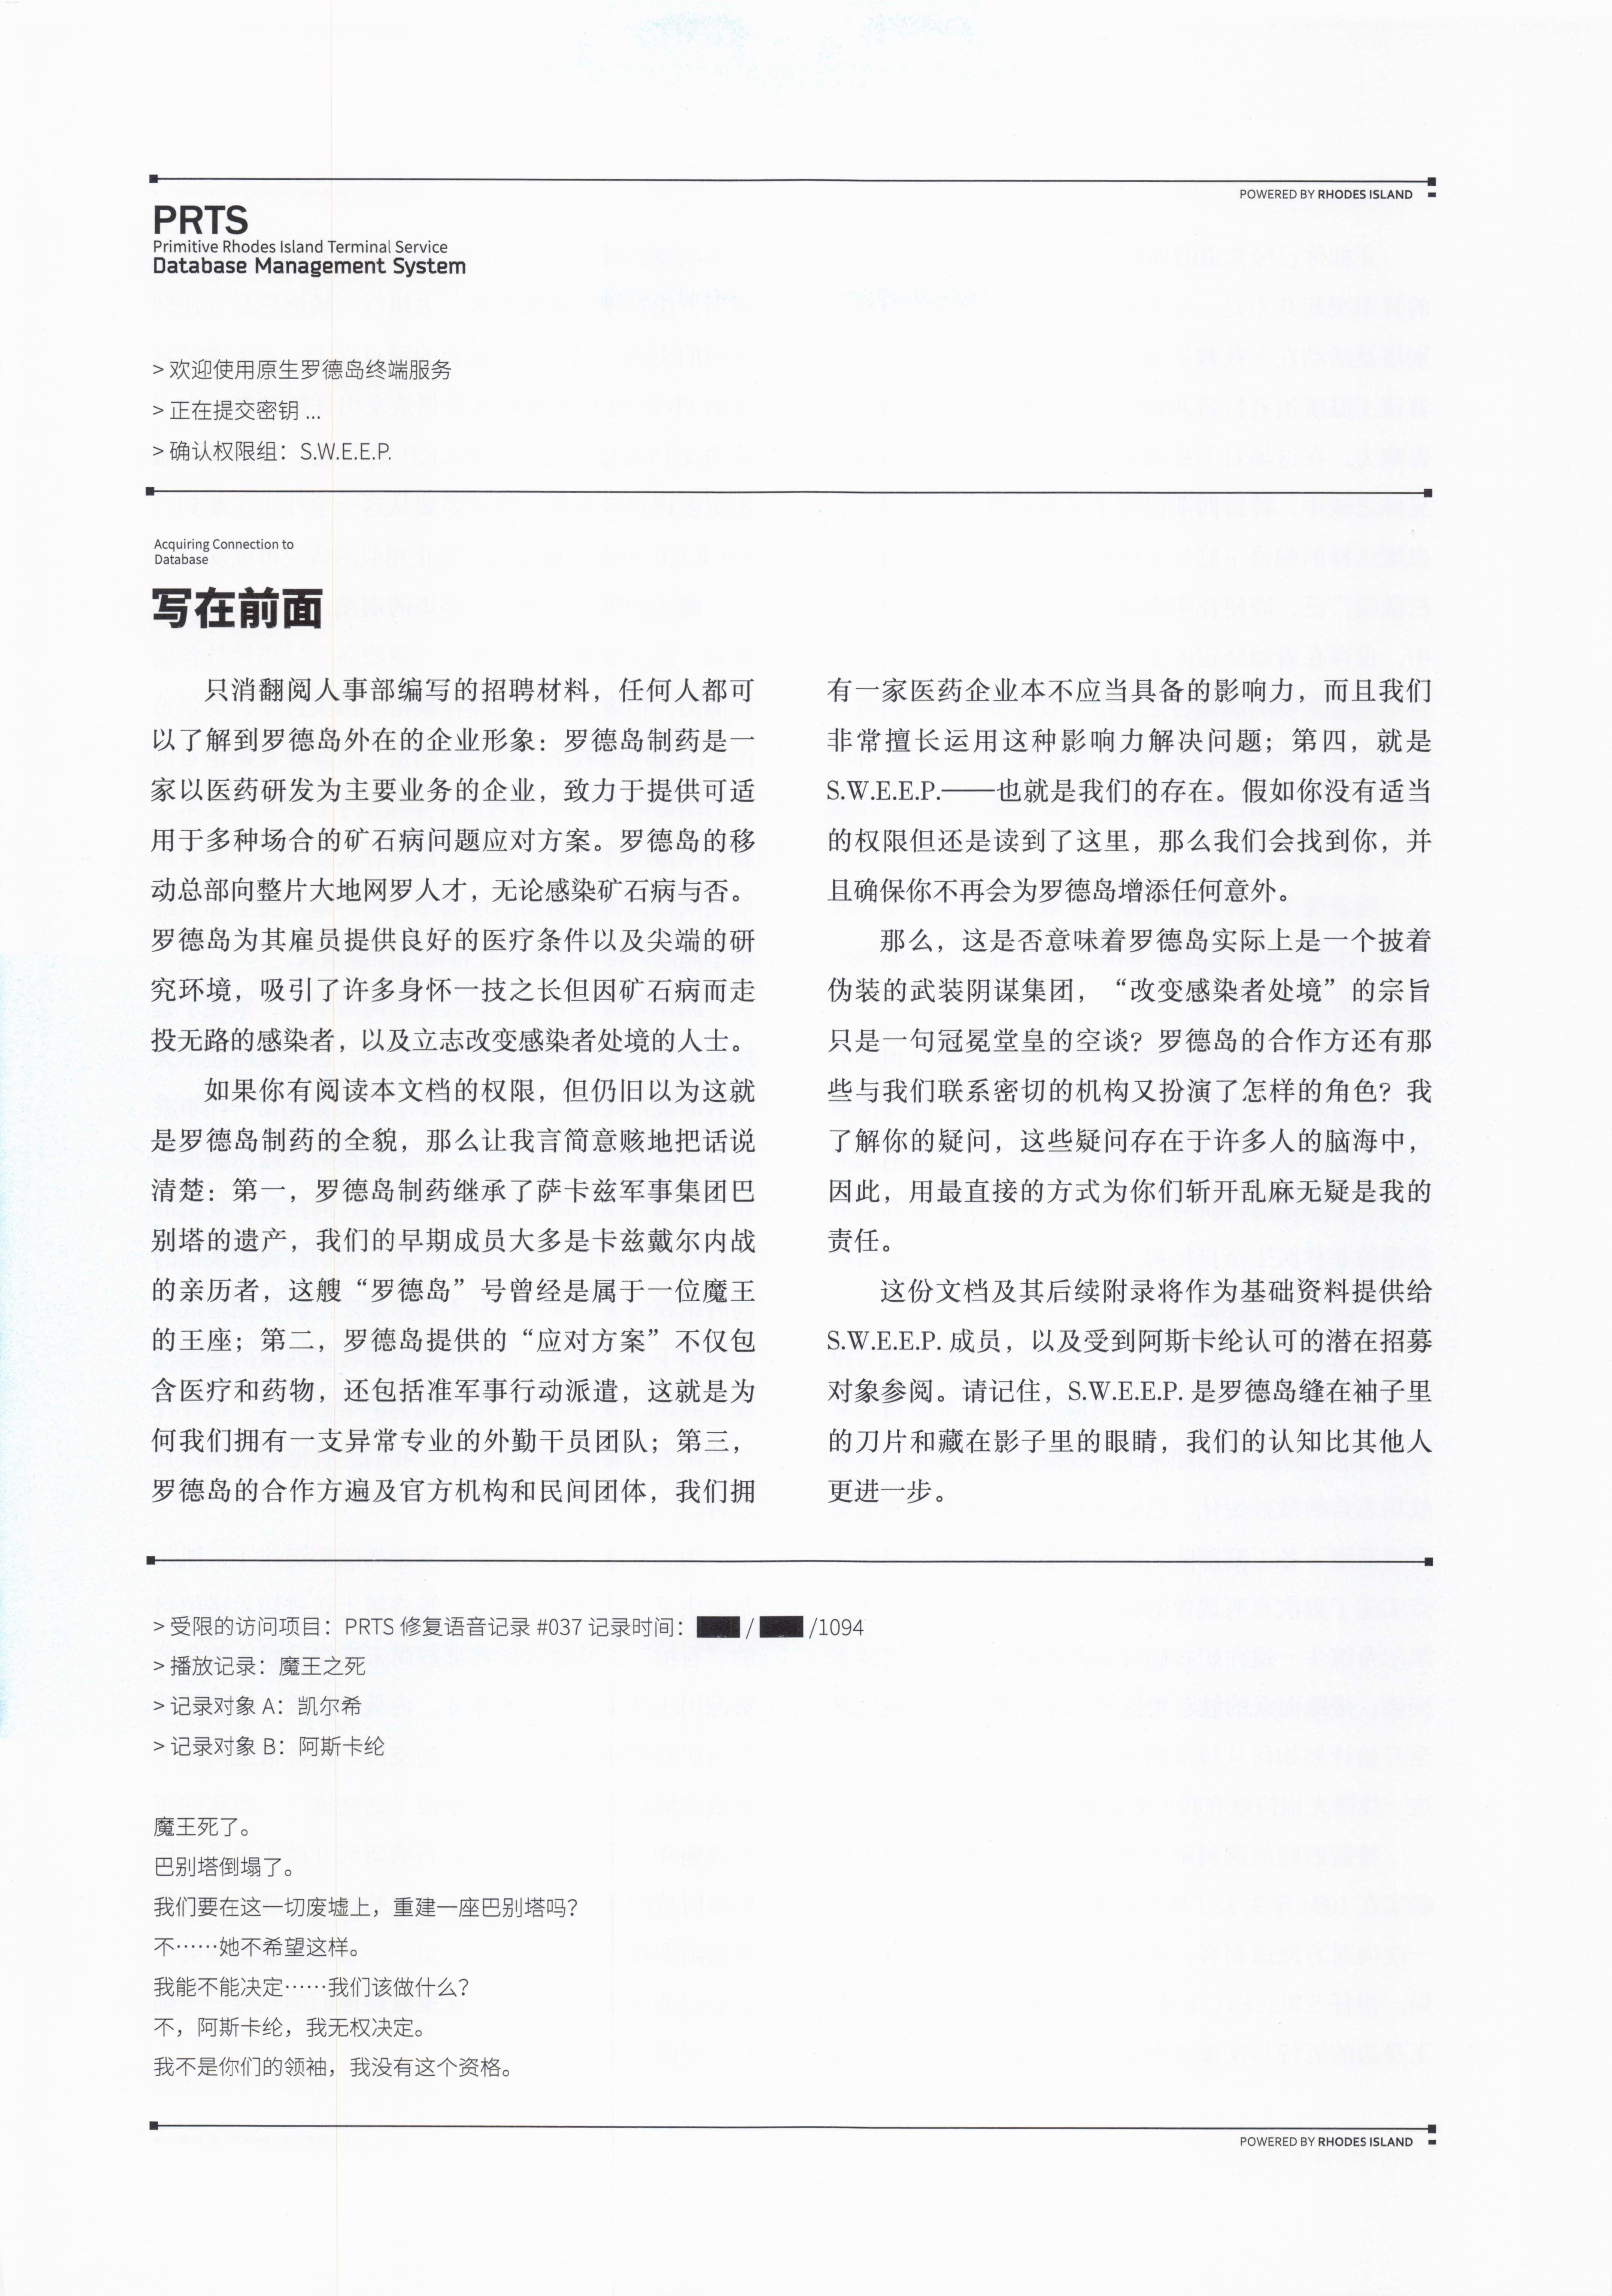 POWERED BY RHODES ISLAND
PRTS
Primitive Rhodes Island Terminal Service
Database Management System
> 欢迎使用原生罗德岛终端服务
> 正在提交密钥 ...
> 确认权限组：S.W.E.E.P.
Acquiring Connection to
Database
写在前面
只消翻阅人事部编写的招聘材料，任何人都可
以了解到罗德岛外在的企业形象：罗德岛制药是一
家以医药研发为主要业务的企业，致力于提供可适
用于多种场合的矿石病问题应对方案。罗德岛的移
动总部向整片大地网罗人才，无论感染矿石病与否。
罗德岛为其雇员提供良好的医疗条件以及尖端的研
究环境，吸引了许多身怀一技之长但因矿石病而走
投无路的感染者，以及立志改变感染者处境的人士。
如果你有阅读本文档的权限，但仍旧以为这就
是罗德岛制药的全貌，那么让我言简意赅地把话说
清楚：第一，罗德岛制药继承了萨卡兹军事集团巴
别塔的遗产，我们的早期成员大多是卡兹戴尔内战
的亲历者，这艘“罗德岛”号曾经是属于一位魔王
的王座；第二，罗德岛提供的“应对方案”不仅包
含医疗和药物，还包括准军事行动派遣，这就是为
何我们拥有一支异常专业的外勤干员团队；第三，
罗德岛的合作方遍及官方机构和民间团体，我们拥
有一家医药企业本不应当具备的影响力，而且我们
非常擅长运用这种影响力解决问题；第四，就是
S.W.E.E.P.——也就是我们的存在。假如你没有适当
的权限但还是读到了这里，那么我们会找到你，并
且确保你不再会为罗德岛增添任何意外。
那么，这是否意味着罗德岛实际上是一个披着
伪装的武装阴谋集团，“改变感染者处境”的宗旨
只是一句冠冕堂皇的空谈？罗德岛的合作方还有那
些与我们联系密切的机构又扮演了怎样的角色？我
了解你的疑问，这些疑问存在于许多人的脑海中，
因此，用最直接的方式为你们斩开乱麻无疑是我的
责任。
这份文档及其后续附录将作为基础资料提供给
S.W.E.E.P. 成员，以及受到阿斯卡纶认可的潜在招募
对象参阅。请记住，S.W.E.E.P. 是罗德岛缝在袖子里
的刀片和藏在影子里的眼睛，我们的认知比其他人
更进一步。
> 受限的访问项目：PRTS 修复语音记录 #037 记录时间： / /1094
> 播放记录：魔王之死
> 记录对象 A：凯尔希
> 记录对象 B：阿斯卡纶
魔王死了。
巴别塔倒塌了。
我们要在这一切废墟上，重建一座巴别塔吗？
不……她不希望这样。
我能不能决定……我们该做什么？
不，阿斯卡纶，我无权决定。
我不是你们的领袖，我没有这个资格。
POWERED BY RHODES ISLAND